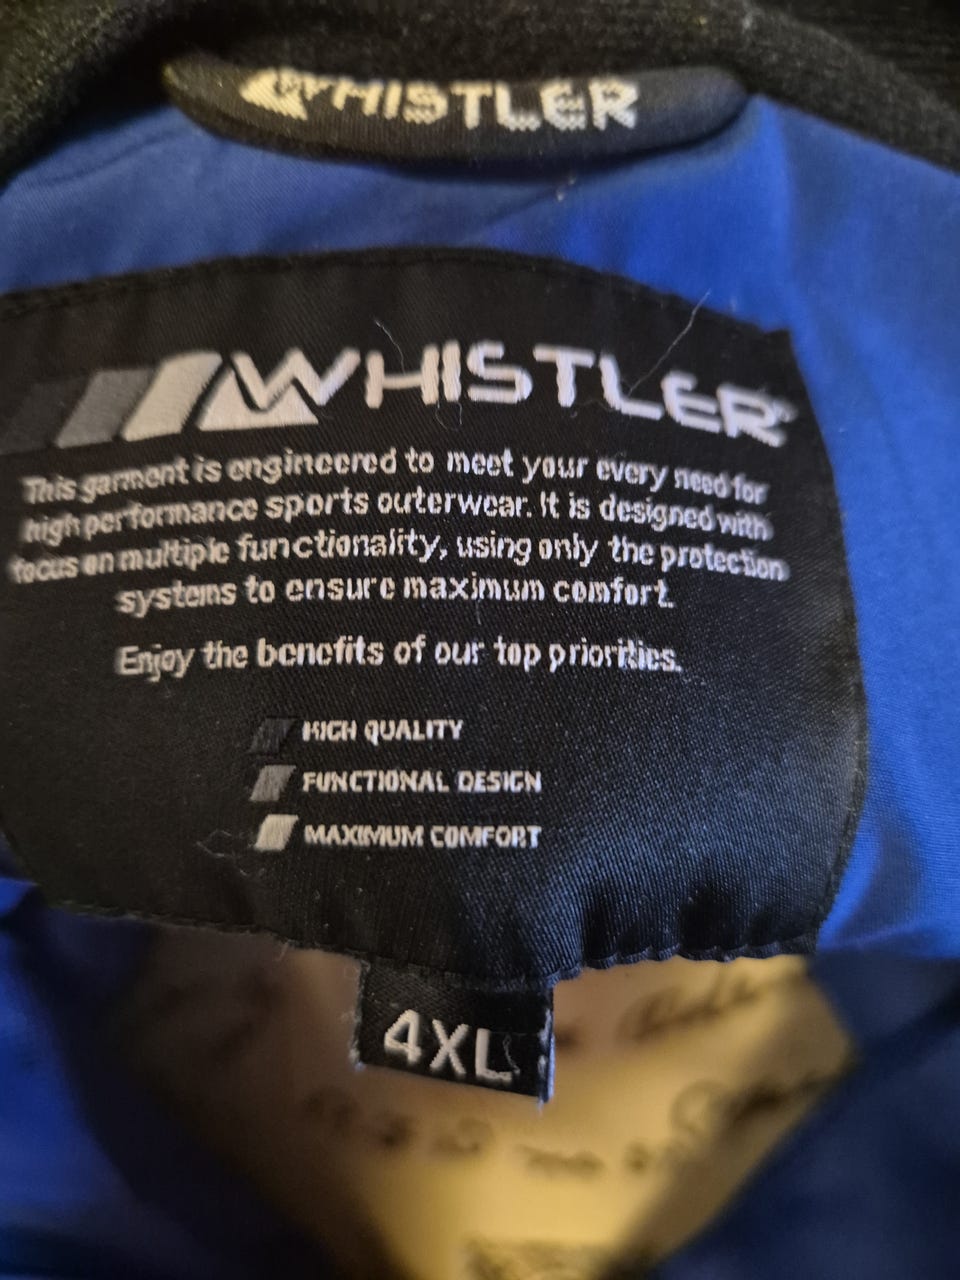 WHISTLER
WHISTLER
This garment is engineered to meet your every need for
high performance sports outerwear. It is designed with
focus on multiple functionality, using only the protection
systems to ensure maximum comfort.
Enjoy the benefits of our top priorities.
HIGH QUALITY
FUNCTIONAL DESIGN
MAXIMUM COMFORT
4XL